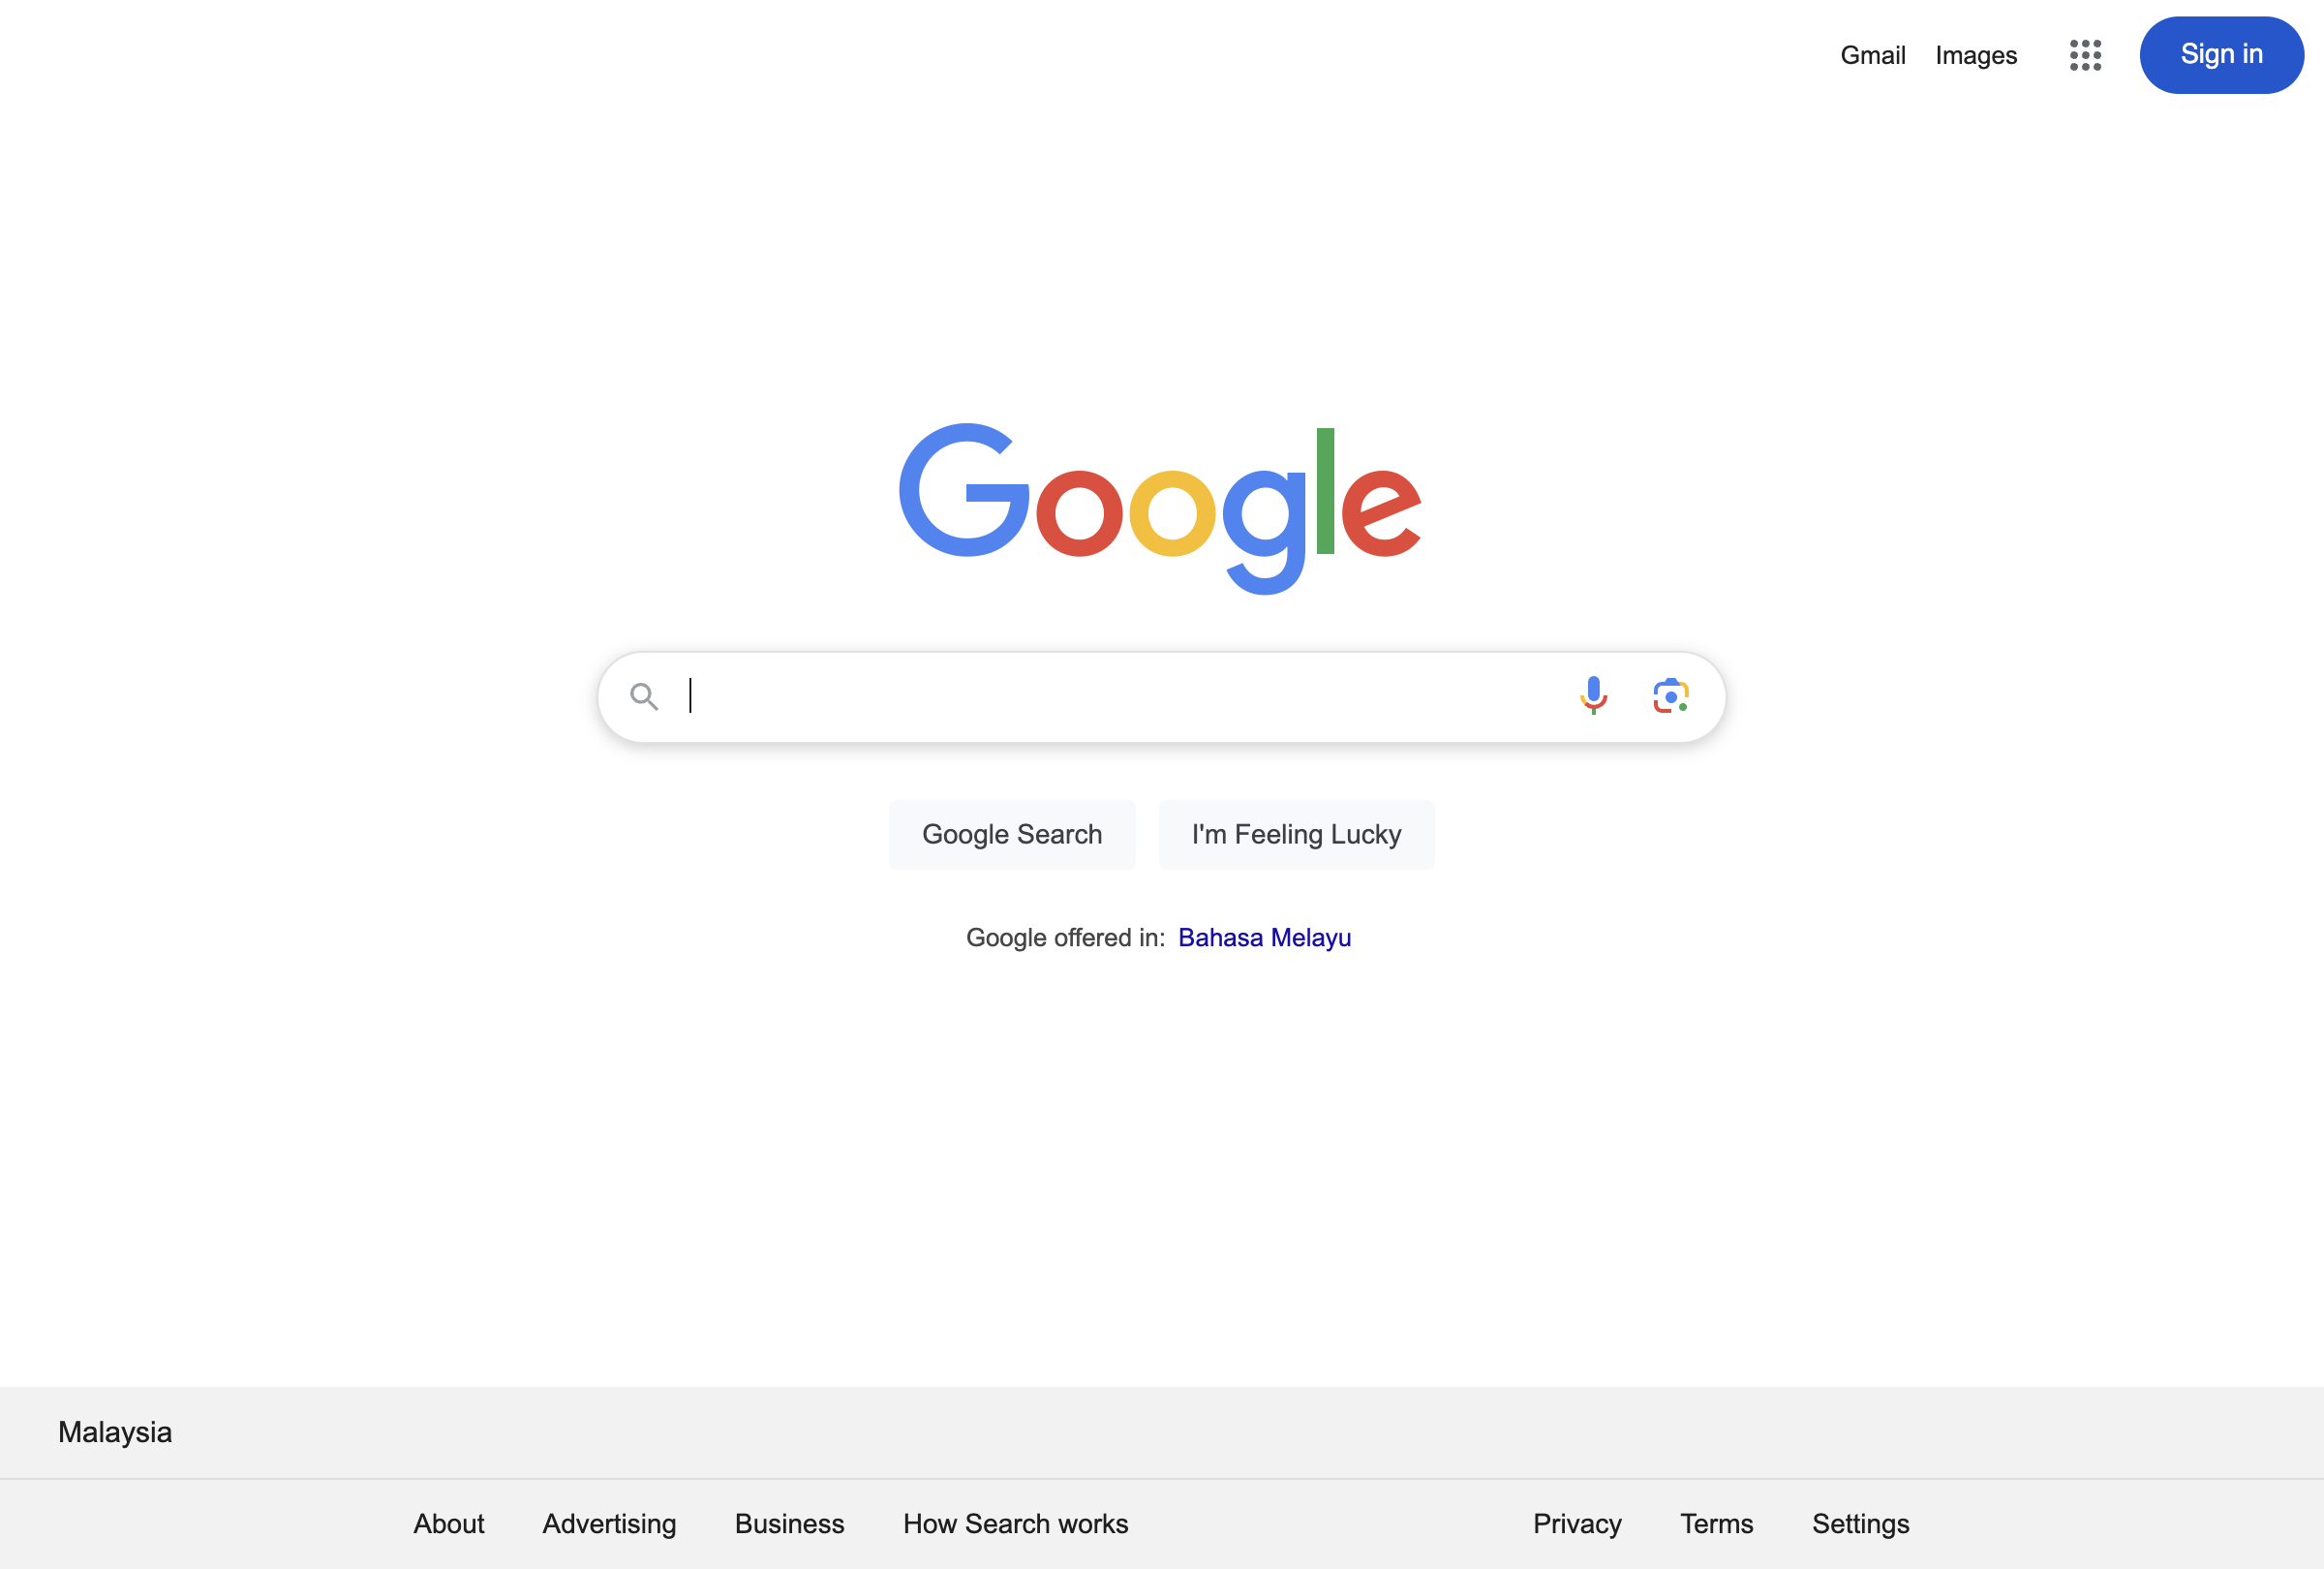 Gmail Images Sign in
Google
Google Search I'm Feeling Lucky
Google offered in: Bahasa Melayu
Malaysia
About Advertising Business How Search works Privacy Terms Settings